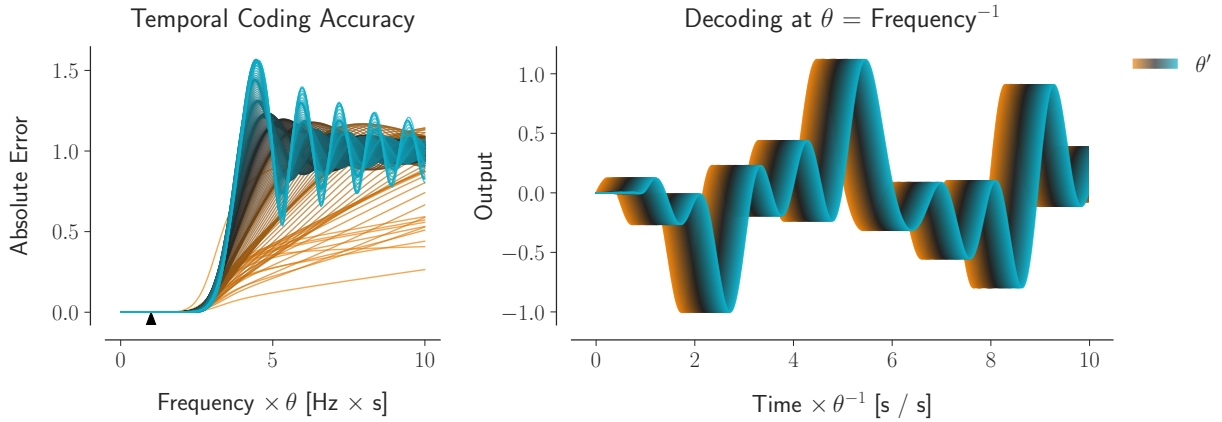 Temporal Coding Accuracy
Absolute Error
1.5
1.0
0.5
0.0
0
5
10
Frequency × θ [Hz × s]
Decoding at θ = Frequency⁻¹
Output
1.0
0.5
0.0
−0.5
−1.0
0
2
4
6
8
10
Time × θ⁻¹ [s / s]
θ′